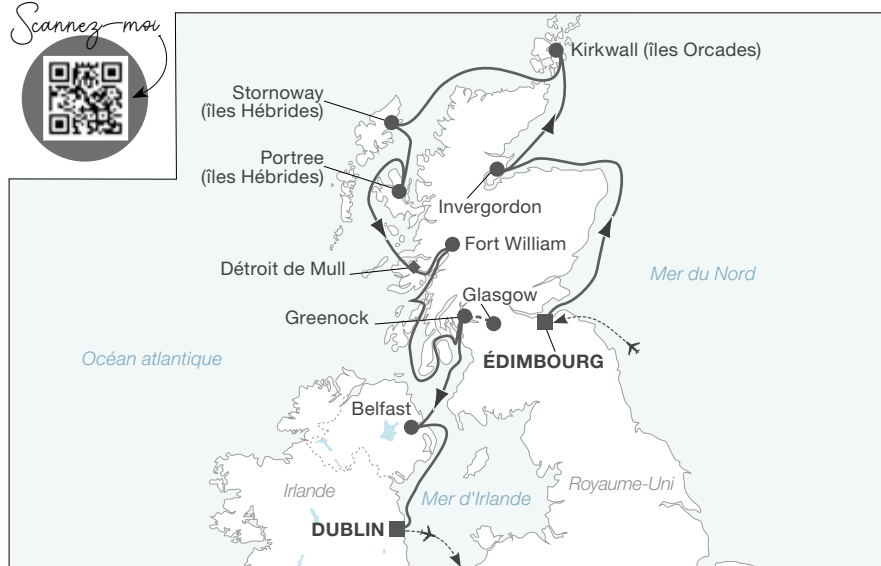 Scannez-moi
Kirkwall (îles Orcades)
Stornoway
(îles Hébrides)
Portree
(îles Hébrides)
Invergordon
Fort William
Détroit de Mull
Mer du Nord
Glasgow
Greenock
ÉDIMBOURG
Océan atlantique
Belfast
Irlande
Mer d'Irlande
Royaume-Uni
DUBLIN